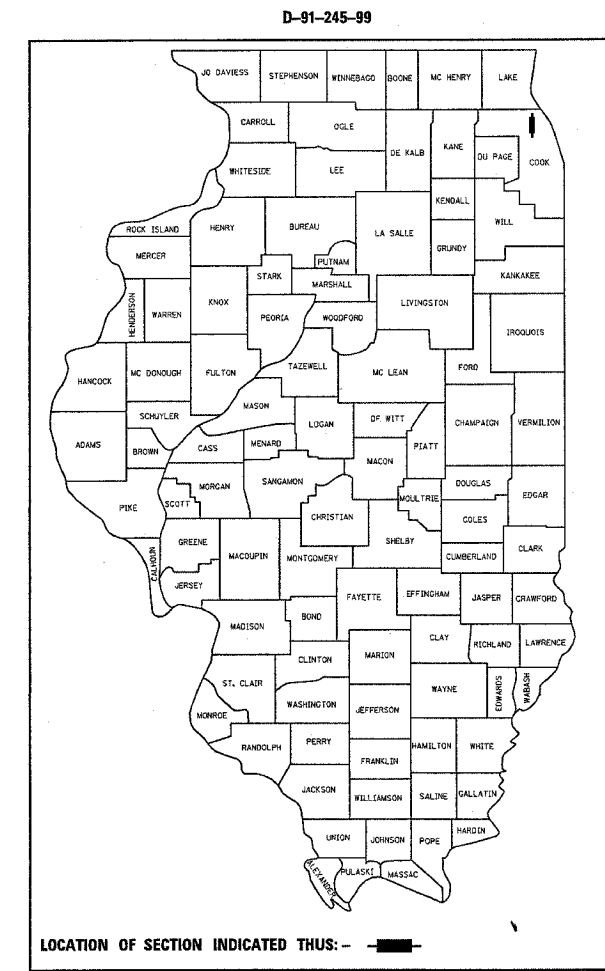 D-91-245-99
JO DAVIESS STEPHENSON WINNEBAGO BOONE MC HENRY LAKE
CARROLL OGLE DE KALB KANE DU PAGE COOK
WHITESIDE LEE KENDALL WILL
ROCK ISLAND HENRY BUREAU LA SALLE GRUNDY
MERCER PUTNAM KANKAKEE
STARK MARSHALL
HENDERSON WARREN KNOX PEORIA WOODFORD LIVINGSTON IROQUOIS
HANCOCK MC DONOUGH FULTON TAZEWELL MC LEAN FORD
SCHUYLER MASON LOGAN DE WITT CHAMPAIGN VERMILION
ADAMS BROWN CASS MENARD MACON PIATT
MORGAN SANGAMON DOUGLAS EDGAR
PIKE SCOTT CHRISTIAN MOULTRIE COLES
GREENE MACOUPIN MONTGOMERY SHELBY CUMBERLAND CLARK
CALHOUN JERSEY FAYETTE EFFINGHAM JASPER CRAWFORD
MADISON BOND CLAY RICHLAND LAWRENCE
CLINTON MARION
ST. CLAIR WAYNE EDWARDS WABASH
MONROE WASHINGTON JEFFERSON
RANDOLPH PERRY FRANKLIN HAMILTON WHITE
JACKSON WILLIAMSON SALINE GALLATIN
UNION JOHNSON POPE HARDIN
ALEXANDER PULASKI MASSAC
LOCATION OF SECTION INDICATED THUS: -